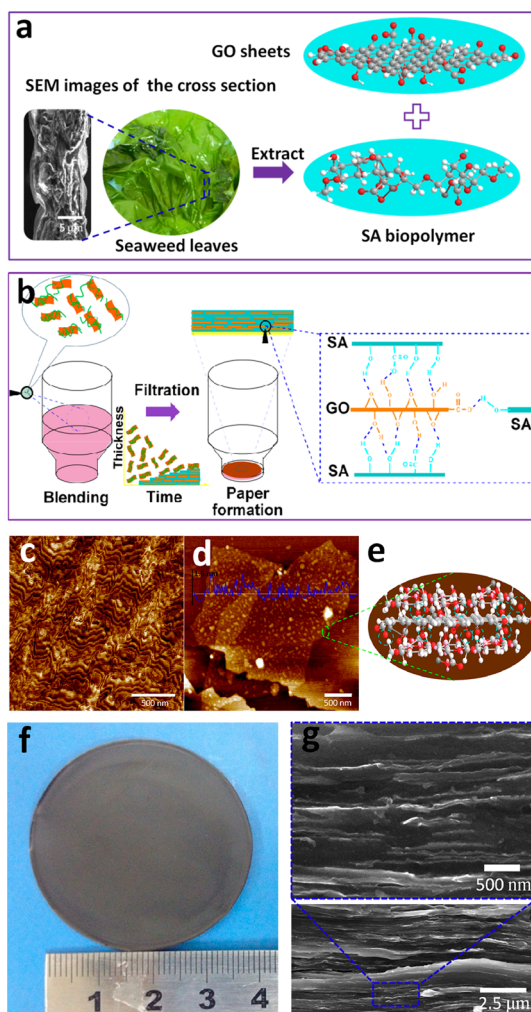 a
GO sheets
SEM images of the cross section
5 μm
Extract
Seaweed leaves
SA biopolymer
b
Filtration
Thickness
Blending
Time
Paper
formation
SA
GO
SA
SA
c
500 nm
d
500 nm
e
f
1 2 3 4
g
500 nm
2.5 μm